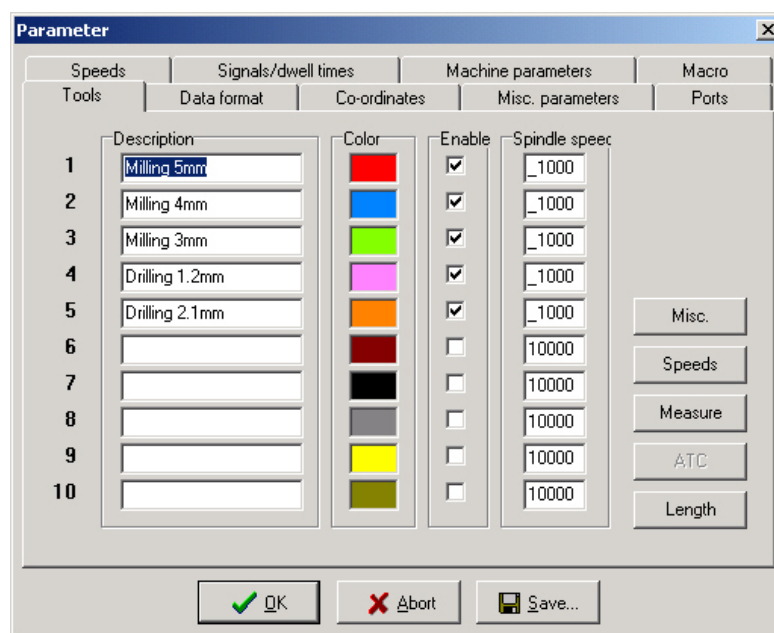 Parameter
Speeds Signals/dwell times Machine parameters Macro
Tools Data format Co-ordinates Misc. parameters Ports
Description Color Enable Spindle speec
1 Milling 5mm _1000
2 Milling 4mm _1000
3 Milling 3mm _1000
4 Drilling 1.2mm _1000
5 Drilling 2.1mm _1000 Misc.
6 10000
7 10000 Speeds
8 10000 Measure
9 10000 ATC
10 10000 Length
OK Abort Save...